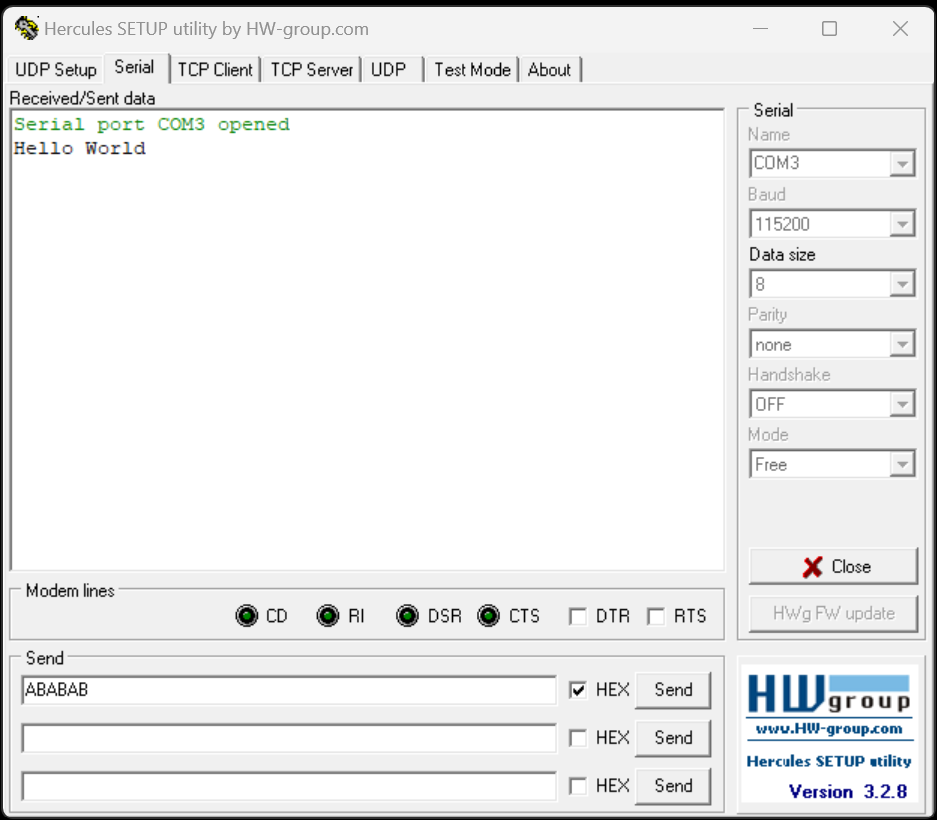 Hercules SETUP utility by HW-group.com
UDP Setup Serial TCP Client TCP Server UDP Test Mode About
Received/Sent data
Serial port COM3 opened
Hello World
Serial
Name
COM3
Baud
115200
Data size
8
Parity
none
Handshake
OFF
Mode
Free
Close
HWg FW update
Modem lines
CD RI DSR CTS DTR RTS
Send
ABABAB HEX Send
HEX Send
HEX Send
HWgroup
www.HW-group.com
Hercules SETUP utility
Version 3.2.8